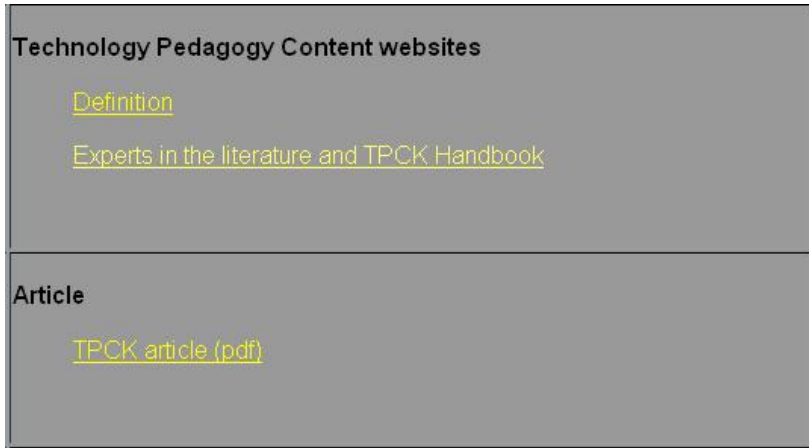 Technology Pedagogy Content websites
Definition
Experts in the literature and TPCK Handbook
Article
TPCK article (pdf)